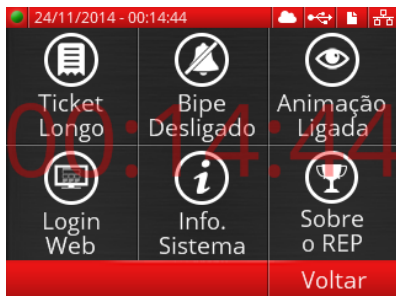 24/11/2014 - 00:14:44
Ticket
Longo
Bipe
Desligado
Animação
Ligada
00:14:44
Login
Web
Info.
Sistema
Sobre
o REP
Voltar